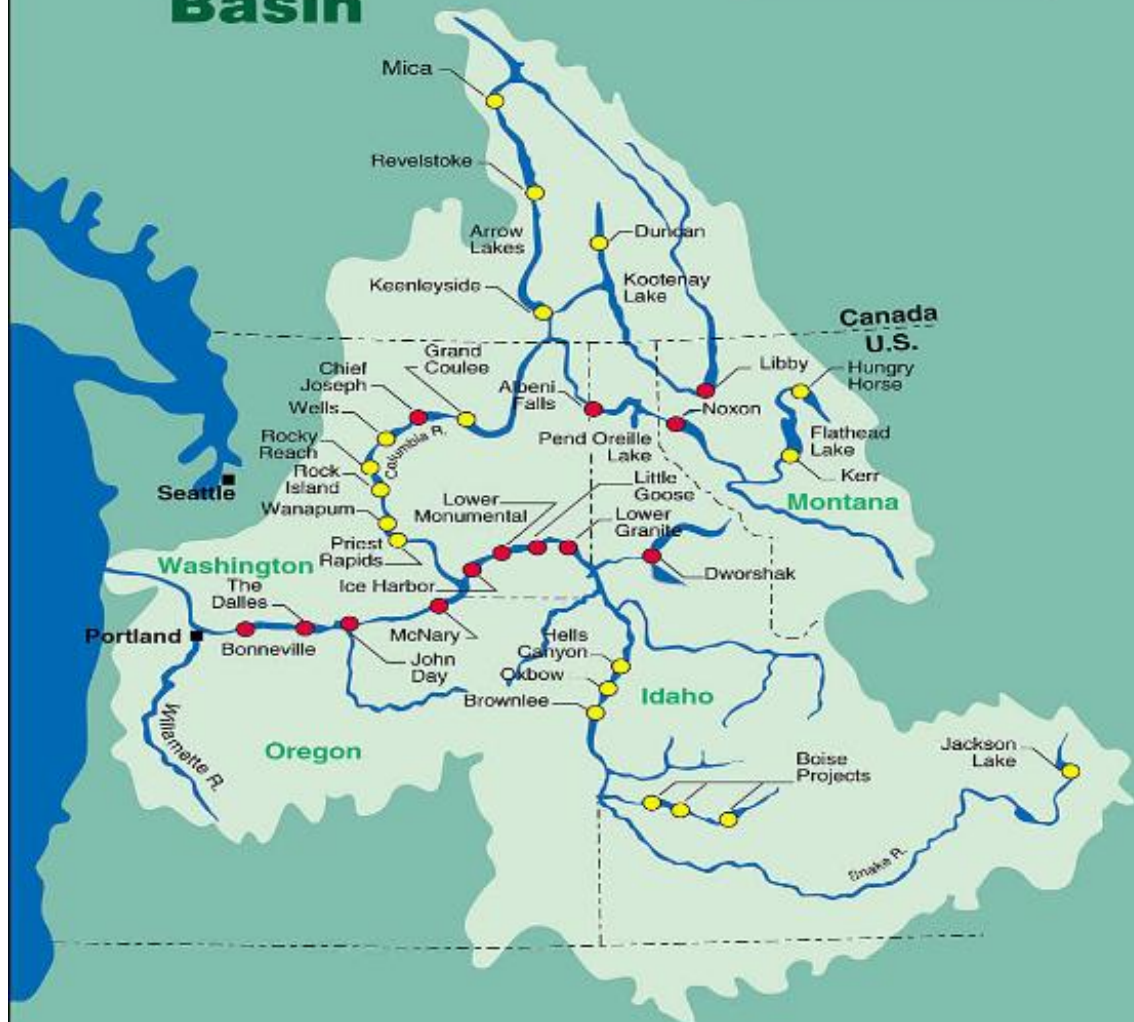 Basin
Mica
Revelstoke
Arrow
Lakes
Duncan
Keenleyside
Kootenay
Lake
Canada
U.S.
Grand
Coulee
Chief
Joseph
Libby
Hungry
Horse
Albeni
Falls
Wells
Noxon
Columbia R.
Rocky
Reach
Pend Oreille
Lake
Flathead
Lake
Rock
Island
Kerr
Seattle
Little
Goose
Lower
Monumental
Montana
Wanapum
Lower
Granite
Priest
Rapids
Washington
Ice Harbor
Dworshak
The
Dalles
Portland
Bonneville
McNary
John
Day
Hells
Canyon
Oxbow
Brownlee
Idaho
Willamette R.
Oregon
Boise
Projects
Jackson
Lake
Snake R.